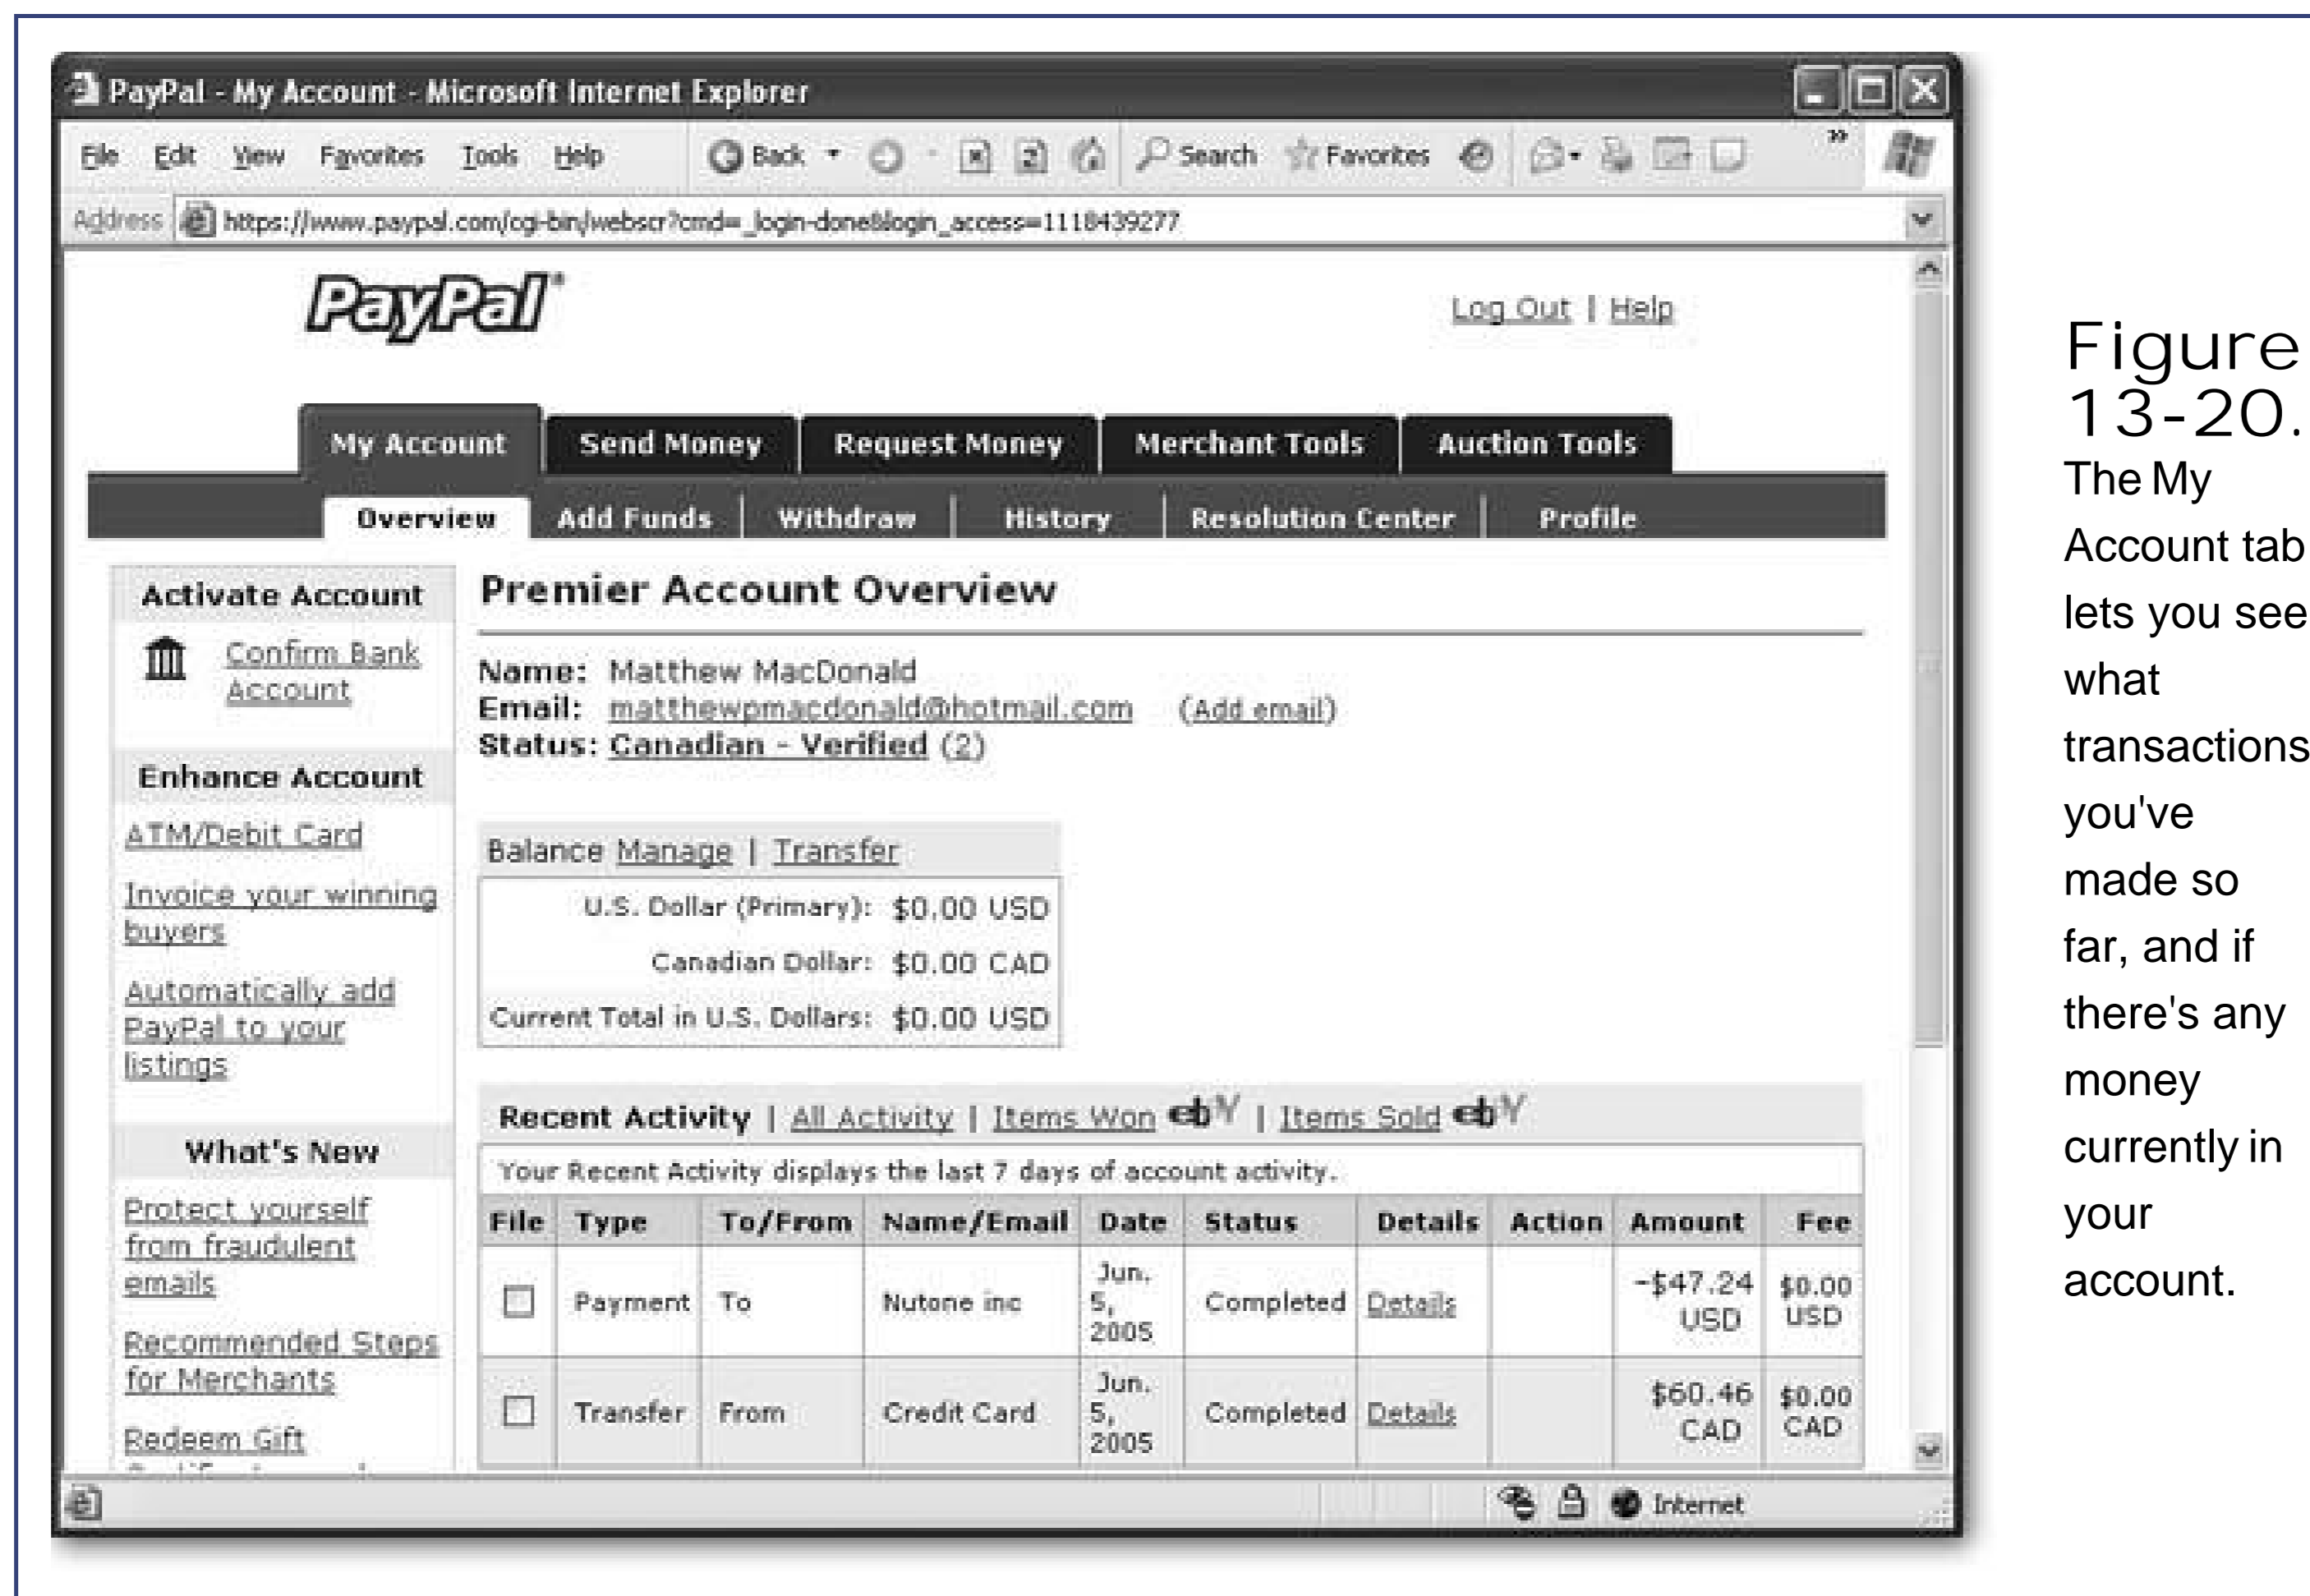 PayPal - My Account - Microsoft Internet Explorer
File Edit View Favorites Tools Help Back Search Favorites »
Address https://www.paypal.com/cgi-bin/webscr?cmd=_login-done&login_access=1118439277
PayPal
Log Out | Help
My Account Send Money Request Money Merchant Tools Auction Tools
Overview Add Funds Withdraw History Resolution Center Profile
Activate Account
Confirm Bank
Account
Enhance Account
ATM/Debit Card
Invoice your winning
buyers
Automatically add
PayPal to your
listings
What's New
Protect yourself
from fraudulent
emails
Recommended Steps
for Merchants
Redeem Gift
Premier Account Overview
Name: Matthew MacDonald
Email: matthewpmacdonald@hotmail.com (Add email)
Status: Canadian - Verified (2)
Balance Manage | Transfer
U.S. Dollar (Primary): $0.00 USD
Canadian Dollar: $0.00 CAD
Current Total in U.S. Dollars: $0.00 USD
Recent Activity | All Activity | Items Won ebY | Items Sold ebY
Your Recent Activity displays the last 7 days of account activity.
File Type To/From Name/Email Date Status Details Action Amount Fee
Payment To Nutone inc Jun. 5, 2005 Completed Details -$47.24 USD $0.00 USD
Transfer From Credit Card Jun. 5, 2005 Completed Details $60.46 CAD $0.00 CAD
Internet
Figure
13-20.
The My
Account tab
lets you see
what
transactions
you've
made so
far, and if
there's any
money
currently in
your
account.